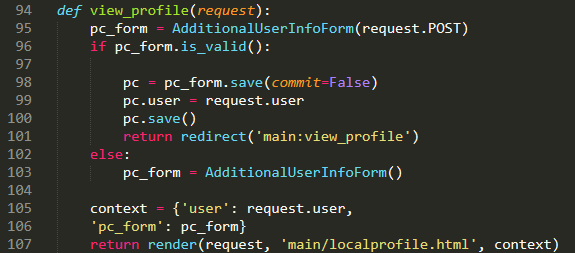 94 def view_profile(request):
95 pc_form = AdditionalUserInfoForm(request.POST)
96 if pc_form.is_valid():
97
98 pc = pc_form.save(commit=False)
99 pc.user = request.user
100 pc.save()
101 return redirect('main:view_profile')
102 else:
103 pc_form = AdditionalUserInfoForm()
104
105 context = {'user': request.user,
106 'pc_form': pc_form}
107 return render(request, 'main/localprofile.html', context)